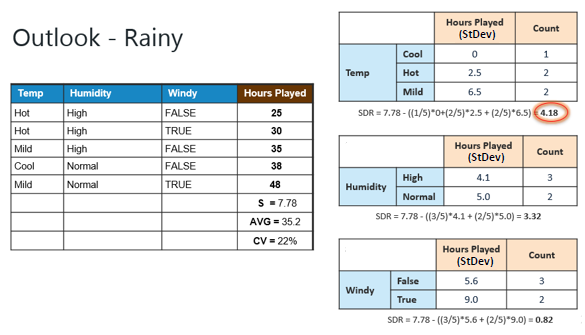 Outlook - Rainy
Temp Humidity Windy Hours Played
Hot High FALSE 25
Hot High TRUE 30
Mild High FALSE 35
Cool Normal FALSE 38
Mild Normal TRUE 48
S = 7.78
AVG = 35.2
CV = 22%
Hours Played
(StDev) Count
Temp
Cool 0 1
Hot 2.5 2
Mild 6.5 2
SDR = 7.78 - ((1/5)*0+(2/5)*2.5 + (2/5)*6.5) = 4.18
Hours Played
(StDev) Count
Humidity
High 4.1 3
Normal 5.0 2
SDR = 7.78 - ((3/5)*4.1 + (2/5)*5.0) = 3.32
Hours Played
(StDev) Count
Windy
False 5.6 3
True 9.0 2
SDR = 7.78 - ((3/5)*5.6 + (2/5)*9.0) = 0.82